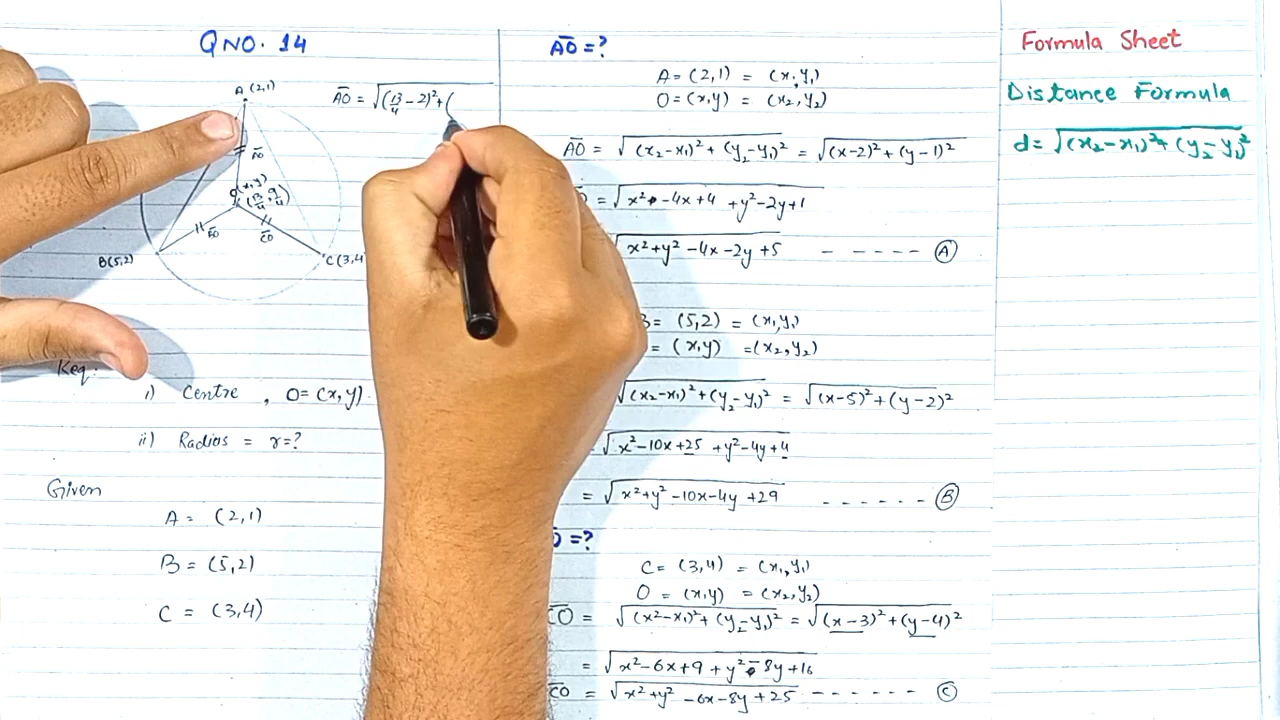 Q NO. 14
A (2,1)
AO
O(x,y)
(13/4, 9/4)
BO
CO
B(5,2)
C(3,4
AO = √(13/4 - 2)² + (
Req:
i) Centre , O=(x,y).
ii) Radios = r=?
Given
A = (2,1)
B = (5,2)
C = (3,4)
AO = ?
A = (2,1) = (x,y₁)
O = (x,y) = (x₂,y₂)
AO = √(x₂-x₁)² + (y₂-y₁)² = √(x-2)² + (y-1)²
= √x² -4x+4 +y²-2y+1
√x²+y² -4x-2y+5 - - - - - - (A)
B = (5,2) = (x₁,y₁)
= (x,y) =(x₂,y₂)
√(x₂-x₁)² + (y₂-y₁)² = √(x-5)² + (y-2)²
= √x²-10x+25 +y²-4y+4
= √x²+y² -10x-4y +29 - - - - - - (B)
O =?
C = (3,4) = (x₁,y₁)
O = (x,y) = (x₂,y₂)
CO = √(x²-x₁)² + (y₂-y₁)² = √(x-3)² + (y-4)²
= √x²-6x+9 + y²-8y+16
CO = √x²+y² -6x-8y+25 - - - - - - (C)
Formula Sheet
Distance Formula
d = √(x₂-x₁)² + (y₂-y₁)²